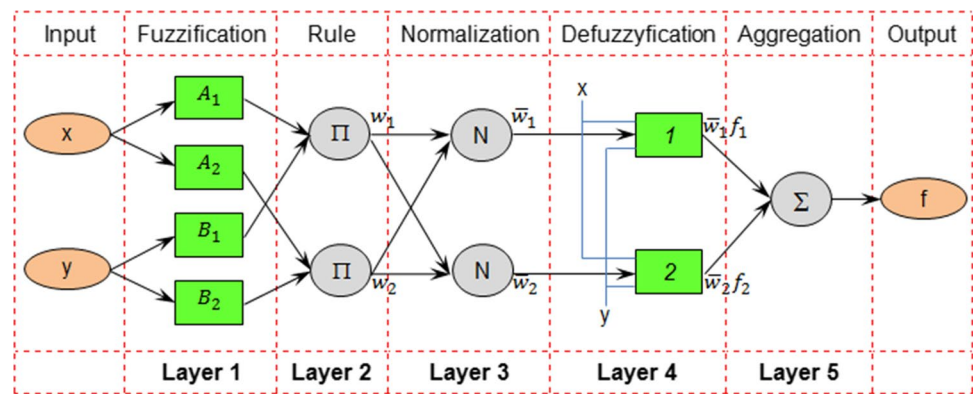 Input Fuzzification Rule Normalization Defuzzyfication Aggregation Output
x
A₁
x
Π
w₁
N
w̅₁
1
w̅₁f₁
A₂
Σ
f
B₁
y
Π
w₂
N
w̅₂
2
w̅₂f₂
B₂
y
Layer 1 Layer 2 Layer 3 Layer 4 Layer 5